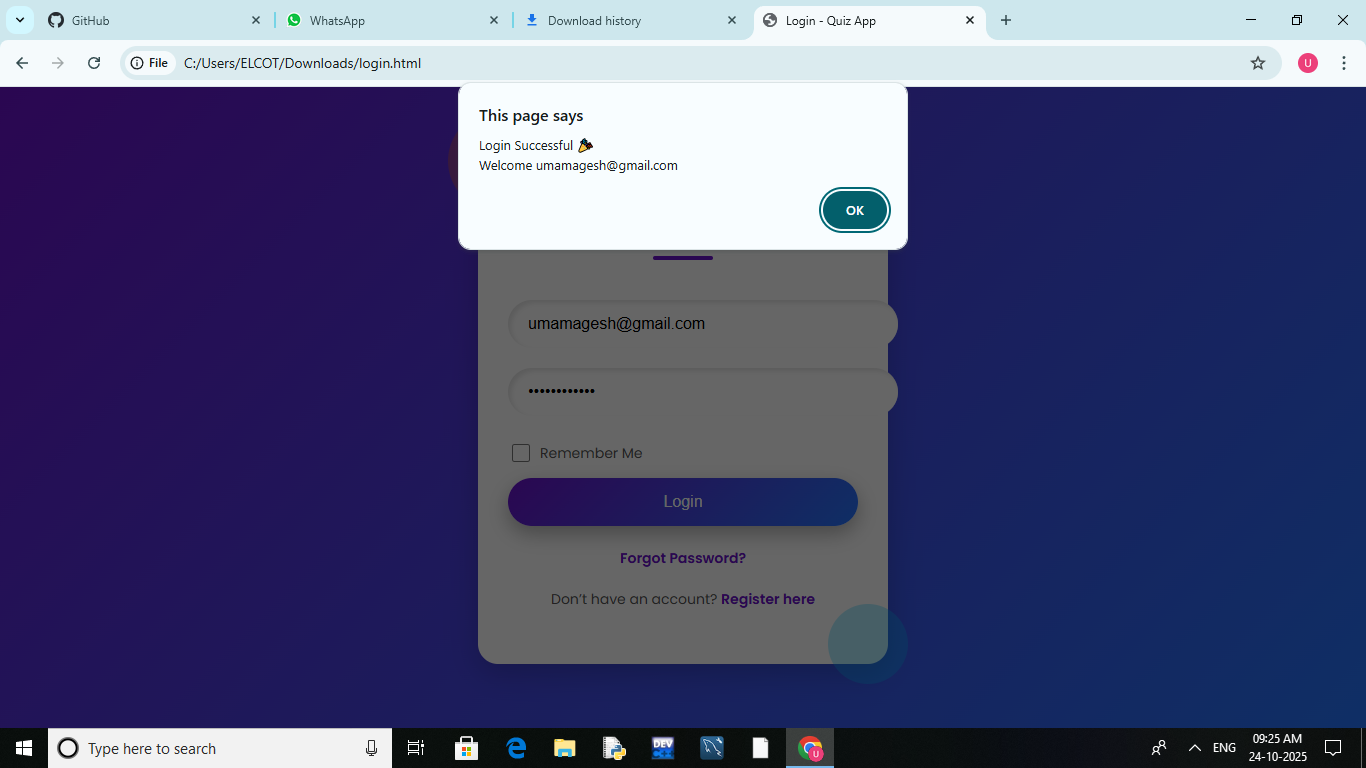 GitHub
WhatsApp
Download history
Login - Quiz App
File
C:/Users/ELCOT/Downloads/login.html
U
This page says
Login Successful 🎉
Welcome umamagesh@gmail.com
OK
umamagesh@gmail.com
••••••••••••
Remember Me
Login
Forgot Password?
Don't have an account? Register here
Type here to search
DEV
U
ENG
09:25 AM
24-10-2025